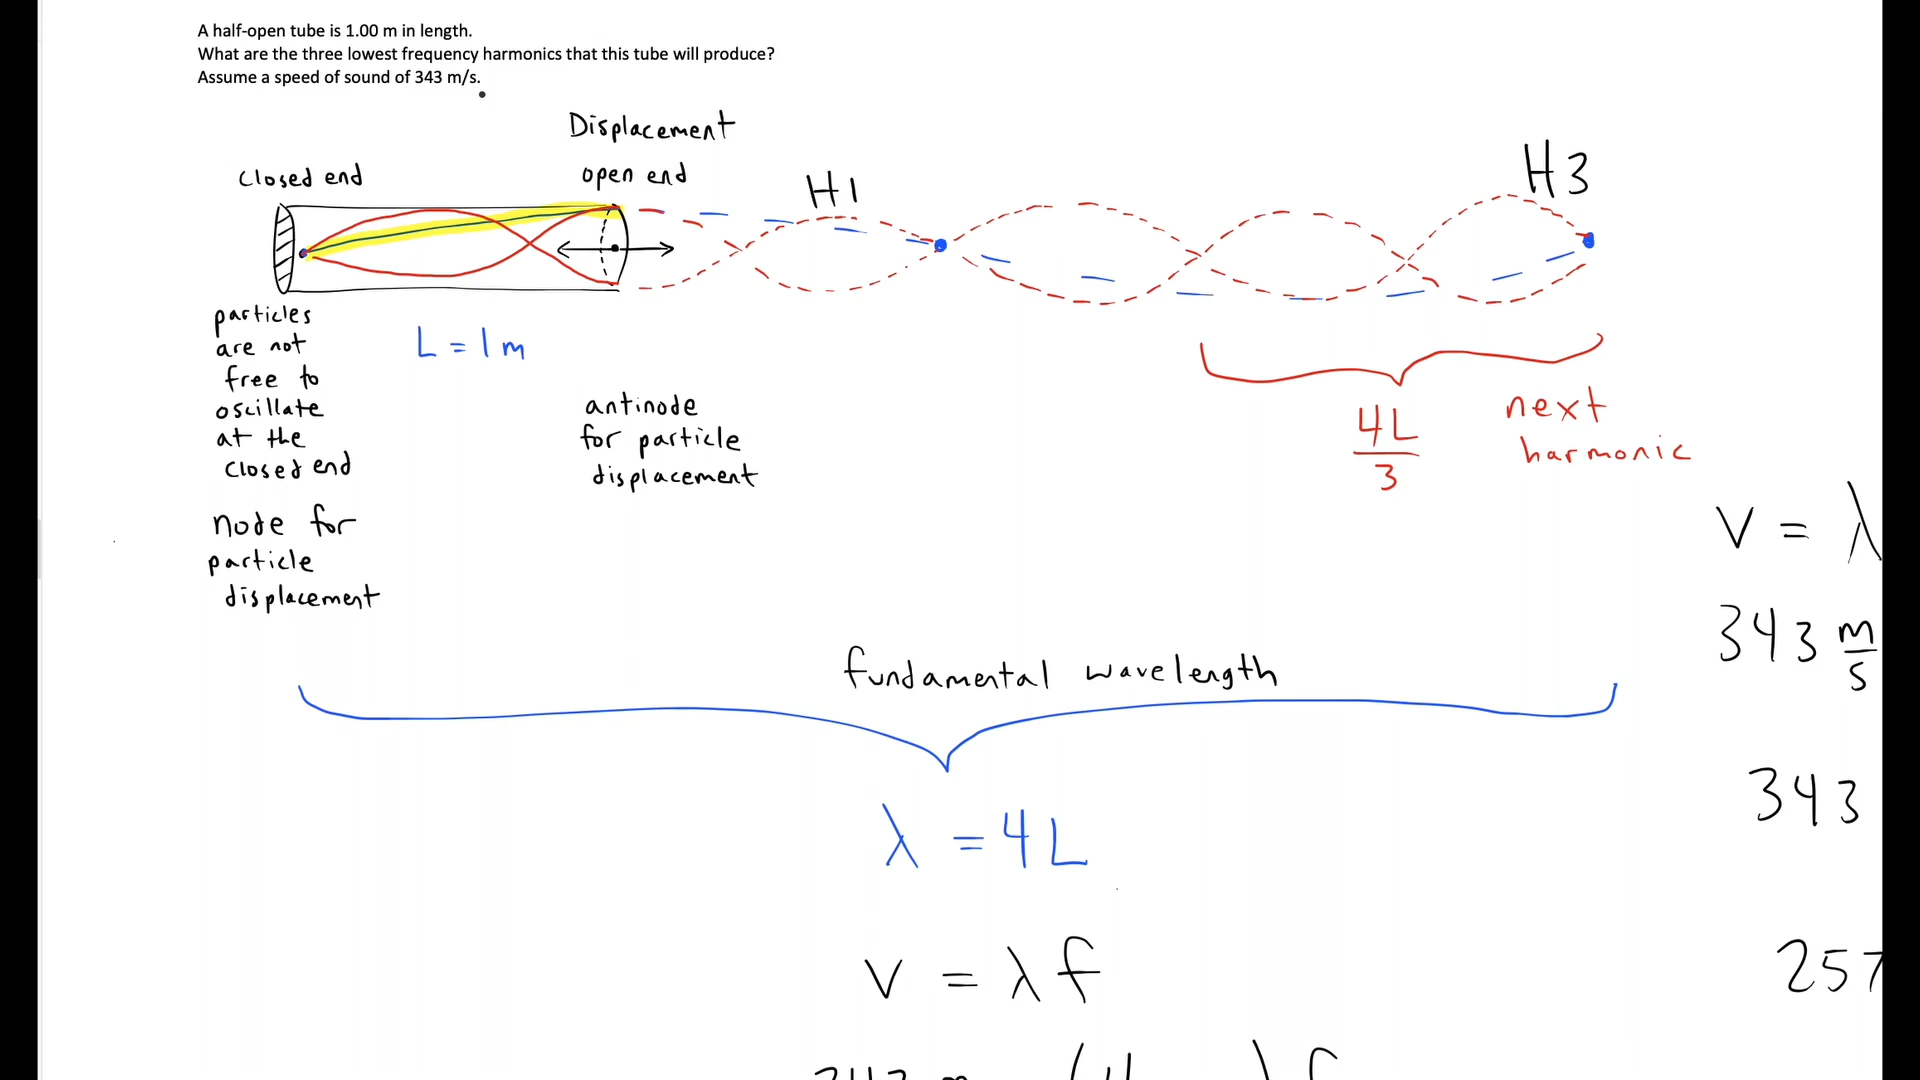 A half-open tube is 1.00 m in length.
What are the three lowest frequency harmonics that this tube will produce?
Assume a speed of sound of 343 m/s.
Displacement
Closed end
open end
H1
H3
particles
are not
free to
oscillate
at the
closed end
L = 1 m
antinode
for particle
displacement
4L
3
next
harmonic
node for
particle
displacement
v = λ
343 m
s
fundamental wavelength
343
λ = 4L
257
v = λf